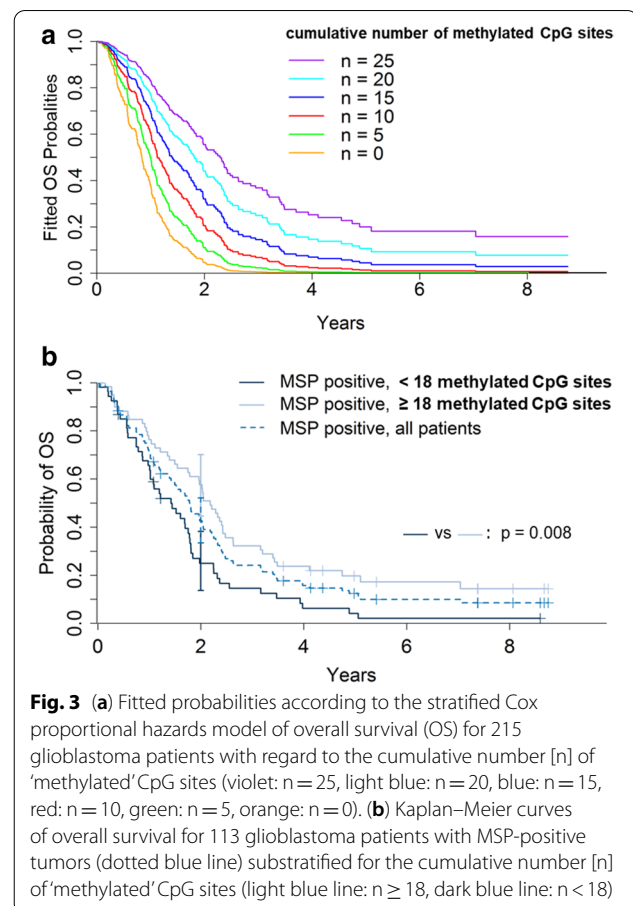 a
cumulative number of methylated CpG sites
n = 25
n = 20
n = 15
n = 10
n = 5
n = 0
Fitted OS Probalities
0.0 0.2 0.4 0.6 0.8 1.0
0 2 4 6 8
Years
b
MSP positive, < 18 methylated CpG sites
MSP positive, ≥ 18 methylated CpG sites
MSP positive, all patients
vs : p = 0.008
Probability of OS
0.0 0.2 0.4 0.6 0.8 1.0
0 2 4 6 8
Years
Fig. 3 (a) Fitted probabilities according to the stratified Cox
proportional hazards model of overall survival (OS) for 215
glioblastoma patients with regard to the cumulative number [n] of
‘methylated’ CpG sites (violet: n = 25, light blue: n = 20, blue: n = 15,
red: n = 10, green: n = 5, orange: n = 0). (b) Kaplan–Meier curves
of overall survival for 113 glioblastoma patients with MSP-positive
tumors (dotted blue line) substratified for the cumulative number [n]
of ‘methylated’ CpG sites (light blue line: n ≥ 18, dark blue line: n < 18)